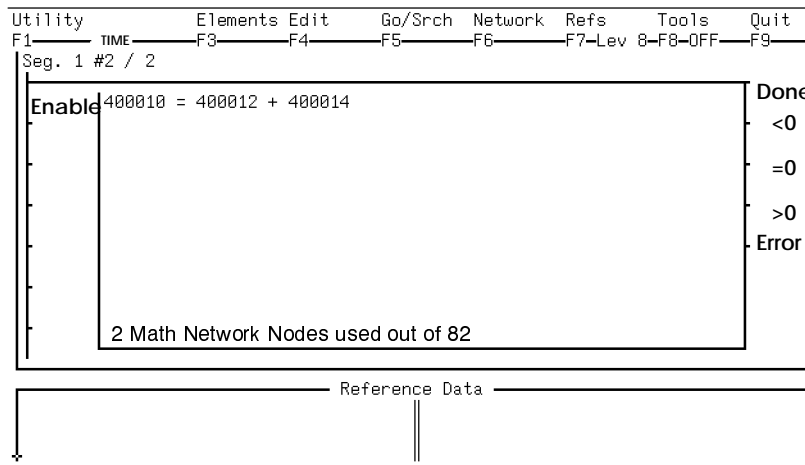 Utility Elements Edit Go/Srch Network Refs Tools Quit
F1 TIME F3 F4 F5 F6 F7-Lev 8-F8-OFF F9
Seg. 1 #2 / 2
Enable 400010 = 400012 + 400014 Done
<0
=0
>0
Error
2 Math Network Nodes used out of 82
Reference Data